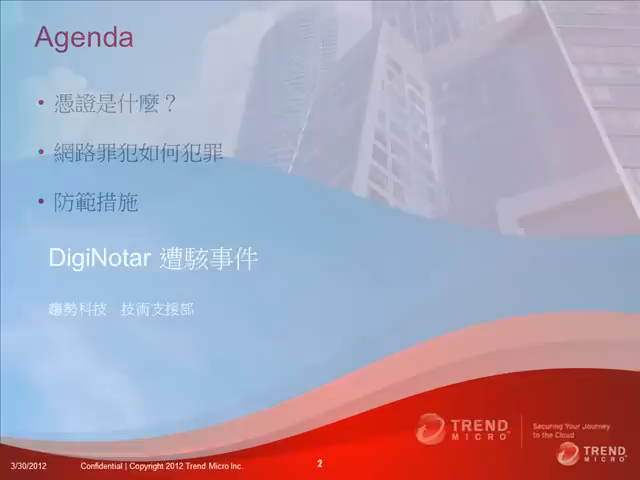 Agenda
• 憑證是什麼？
• 網路罪犯如何犯罪
• 防範措施
DigiNotar 遭駭事件
趨勢科技 技術支援部
TREND MICRO™
Securing Your Journey
to the Cloud
3/30/2012
Confidential | Copyright 2012 Trend Micro Inc.
2
TREND MICRO™